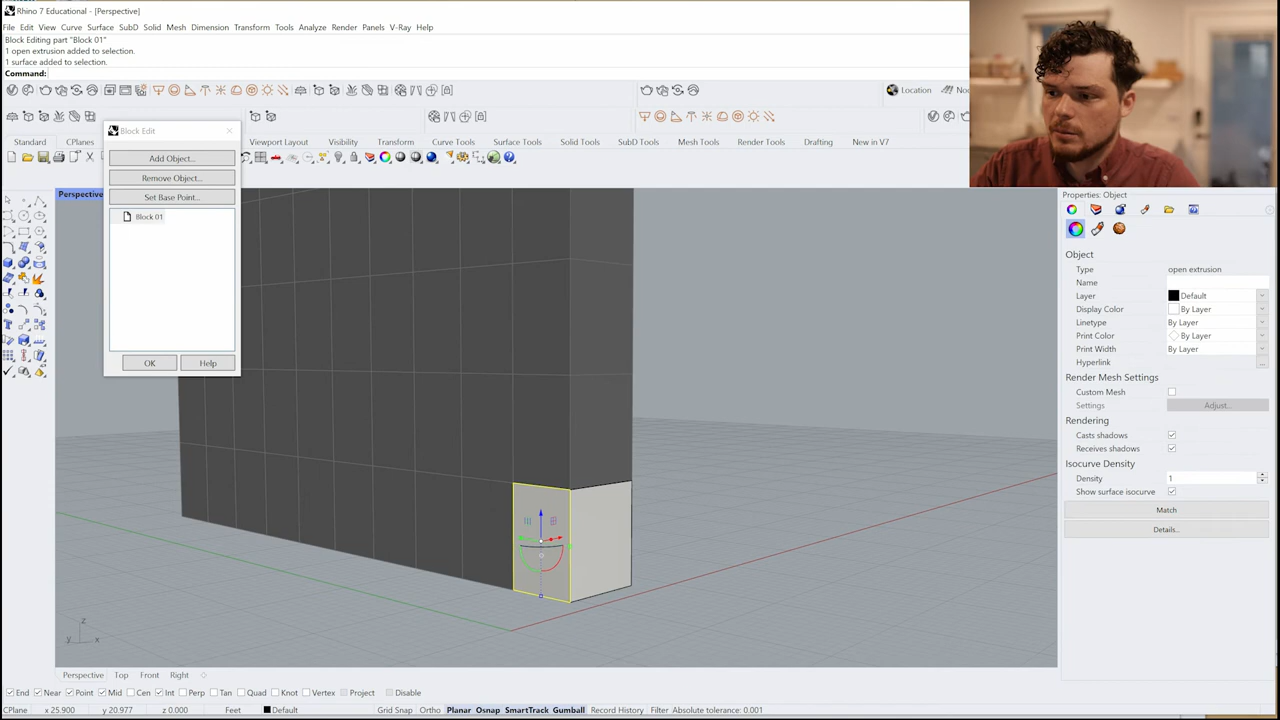 Rhino 7 Educational - [Perspective]
File Edit View Curve Surface SubD Solid Mesh Dimension Transform Tools Analyze Render Panels V-Ray Help
Block Editing part "Block 01"
1 open extrusion added to selection.
1 surface added to selection.
Command:
Location
Standard CPlanes Visibility Curve Tools Surface Tools Solid Tools SubD Tools Mesh Tools Render Tools Drafting New in V7
Block Edit
Add Object...
Remove Object...
Set Base Point...
Block 01
OK Help
Perspective
z
y x
Properties: Object
Object
Type open extrusion
Name
Layer Default
Display Color By Layer
Linetype By Layer
Print Color By Layer
Print Width By Layer
Hyperlink
Render Mesh Settings
Custom Mesh
Settings Adjust...
Rendering
Casts shadows
Receives shadows
Isocurve Density
Density 1
Show surface isocurve
Match
Details...
Perspective Top Front Right
End Near Point Mid Cen Int Perp Tan Quad Knot Vertex Project Disable
CPlane x 25.900 y 20.977 z 0.000 Feet Default Grid Snap Ortho Planar Osnap SmartTrack Gumball Record History Filter Absolute tolerance: 0.001